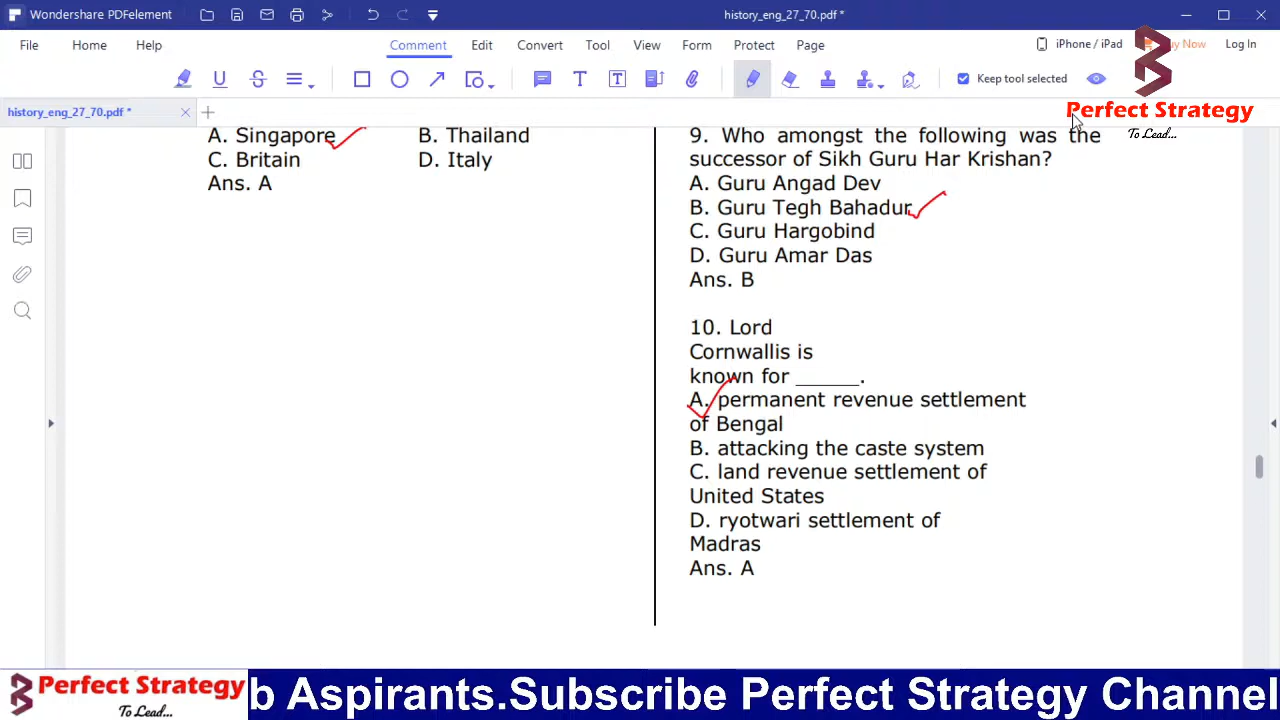 Wondershare PDFelement
history_eng_27_70.pdf *
File Home Help Comment Edit Convert Tool View Form Protect Page
iPhone / iPad Buy Now Log In
Keep tool selected
Perfect Strategy
To Lead...
history_eng_27_70.pdf *
A. Singapore B. Thailand
C. Britain D. Italy
Ans. A
9. Who amongst the following was the
successor of Sikh Guru Har Krishan?
A. Guru Angad Dev
B. Guru Tegh Bahadur
C. Guru Hargobind
D. Guru Amar Das
Ans. B
10. Lord
Cornwallis is
known for _____.
A. permanent revenue settlement
of Bengal
B. attacking the caste system
C. land revenue settlement of
United States
D. ryotwari settlement of
Madras
Ans. A
Perfect Strategy
To Lead...
b Aspirants.Subscribe Perfect Strategy Channel